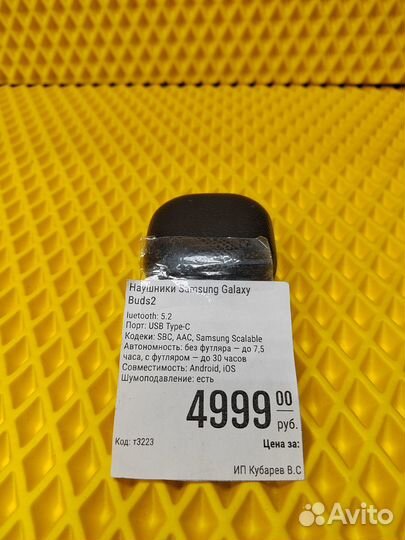 Наушники Samsung Galaxy
Buds2
luetooth: 5.2
Порт: USB Type-C
Кодеки: SBC, AAC, Samsung Scalable
Автономность: без футляра — до 7,5
часа, с футляром — до 30 часов
Совместимость: Android, iOS
Шумоподавление: есть
4999 00
руб.
Код: т3223 Цена за:
ИП Кубарев В.С
Avito